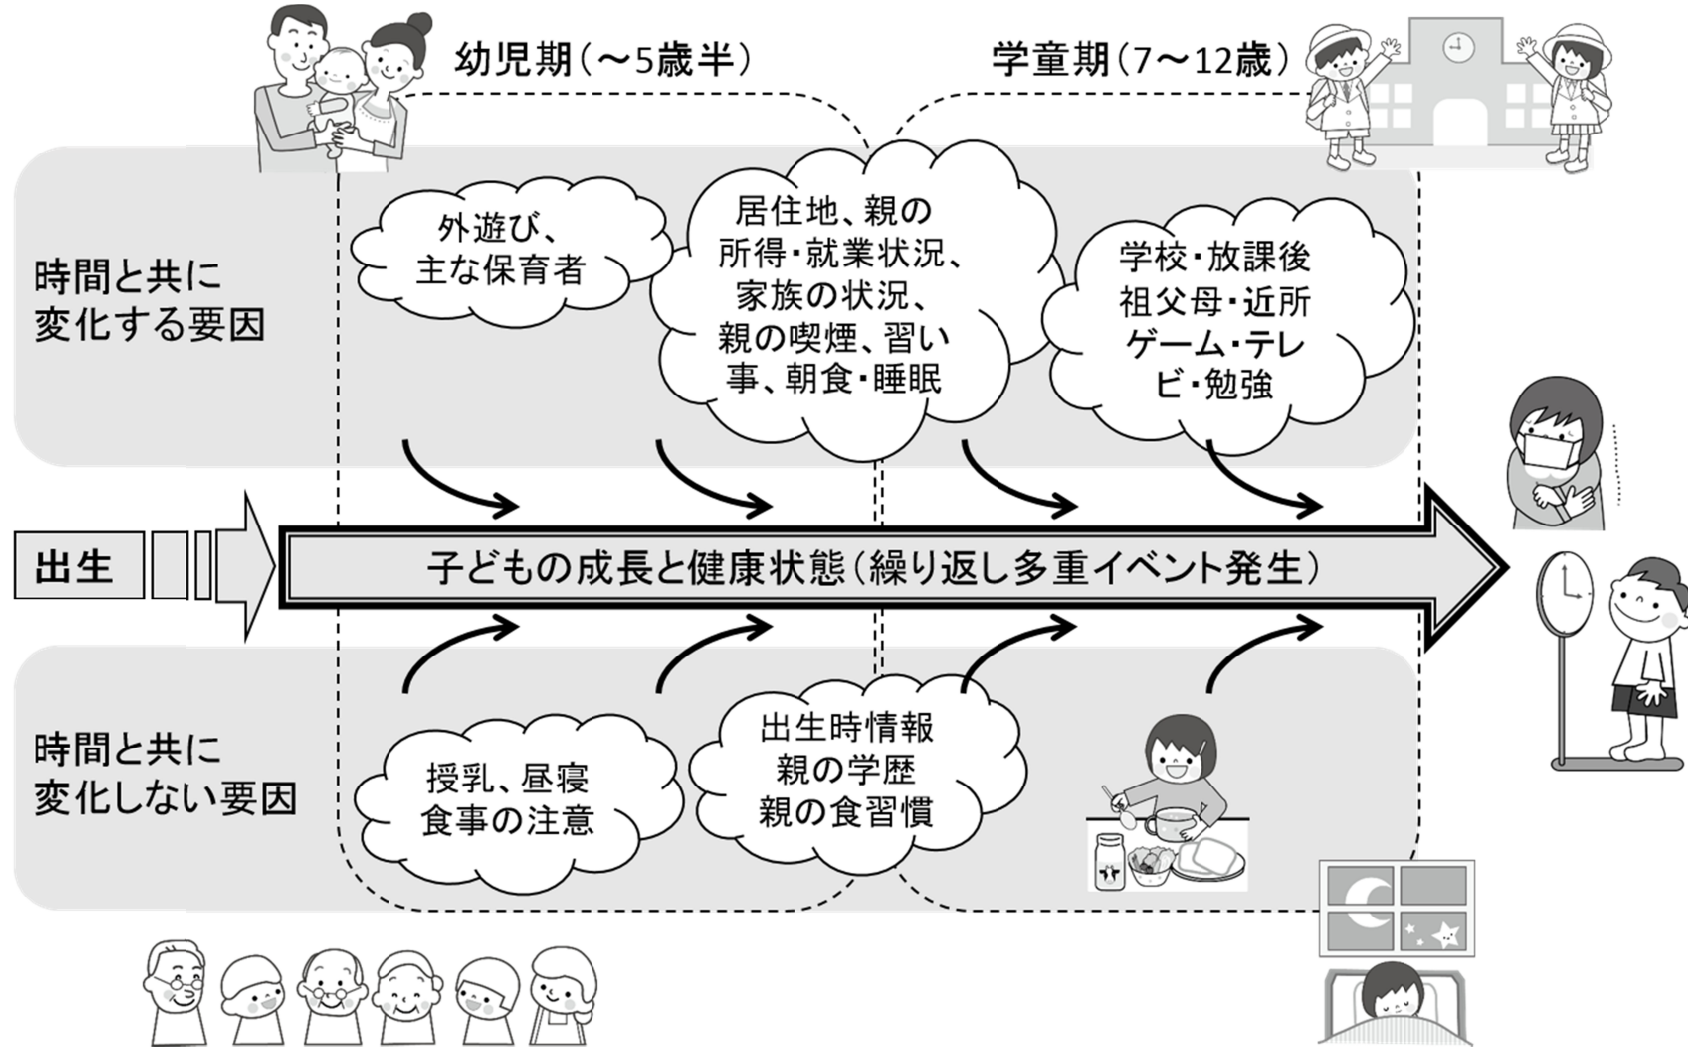 幼児期(～5歳半)
学童期(7～12歳)
時間と共に
変化する要因
外遊び、
主な保育者
居住地、親の
所得・就業状況、
家族の状況、
親の喫煙、習い
事、朝食・睡眠
学校・放課後
祖父母・近所
ゲーム・テレ
ビ・勉強
出生
子どもの成長と健康状態(繰り返し多重イベント発生)
時間と共に
変化しない要因
授乳、昼寝
食事の注意
出生時情報
親の学歴
親の食習慣